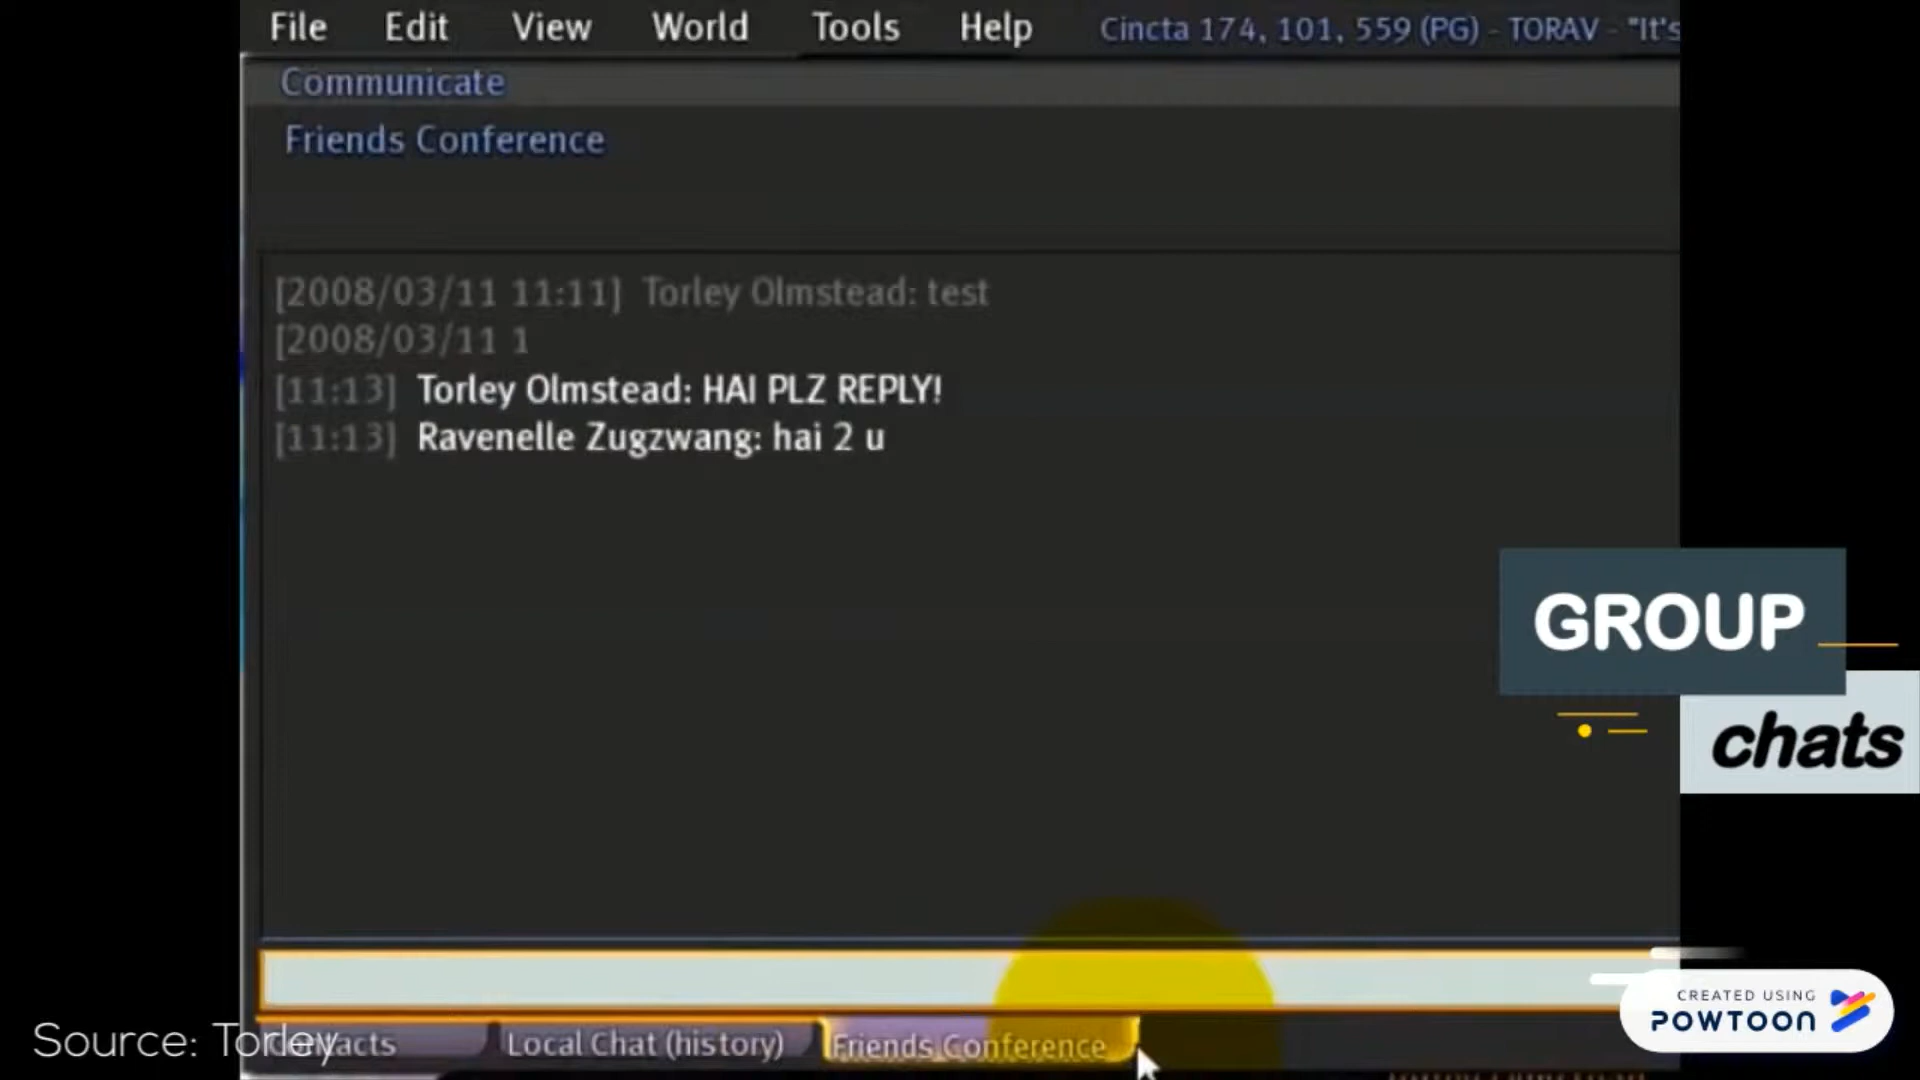 File Edit View World Tools Help Cincta 174, 101, 559 (PG) - TORAV - "It's
Communicate
Friends Conference
[2008/03/11 11:11] Torley Olmstead: test
[2008/03/11 1
[11:13] Torley Olmstead: HAI PLZ REPLY!
[11:13] Ravenelle Zugzwang: hai 2 u
GROUP
chats
Source: Torley
Local Chat (history)
Friends Conference
CREATED USING
POWTOON